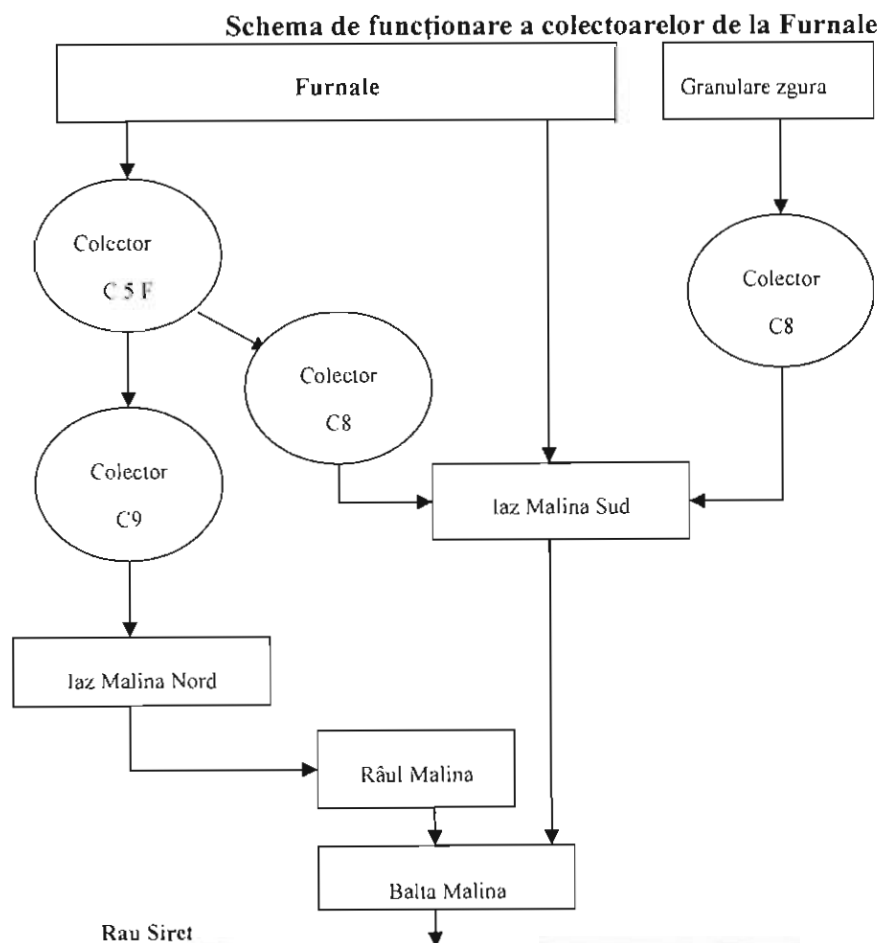 Schema de funcționare a colectoarelor de la Furnale
Furnale
Granulare zgura
Colector
C 5 F
Colector
C8
Colector
C8
Colector
C9
Iaz Malina Sud
Iaz Malina Nord
Râul Malina
Balta Malina
Rau Siret